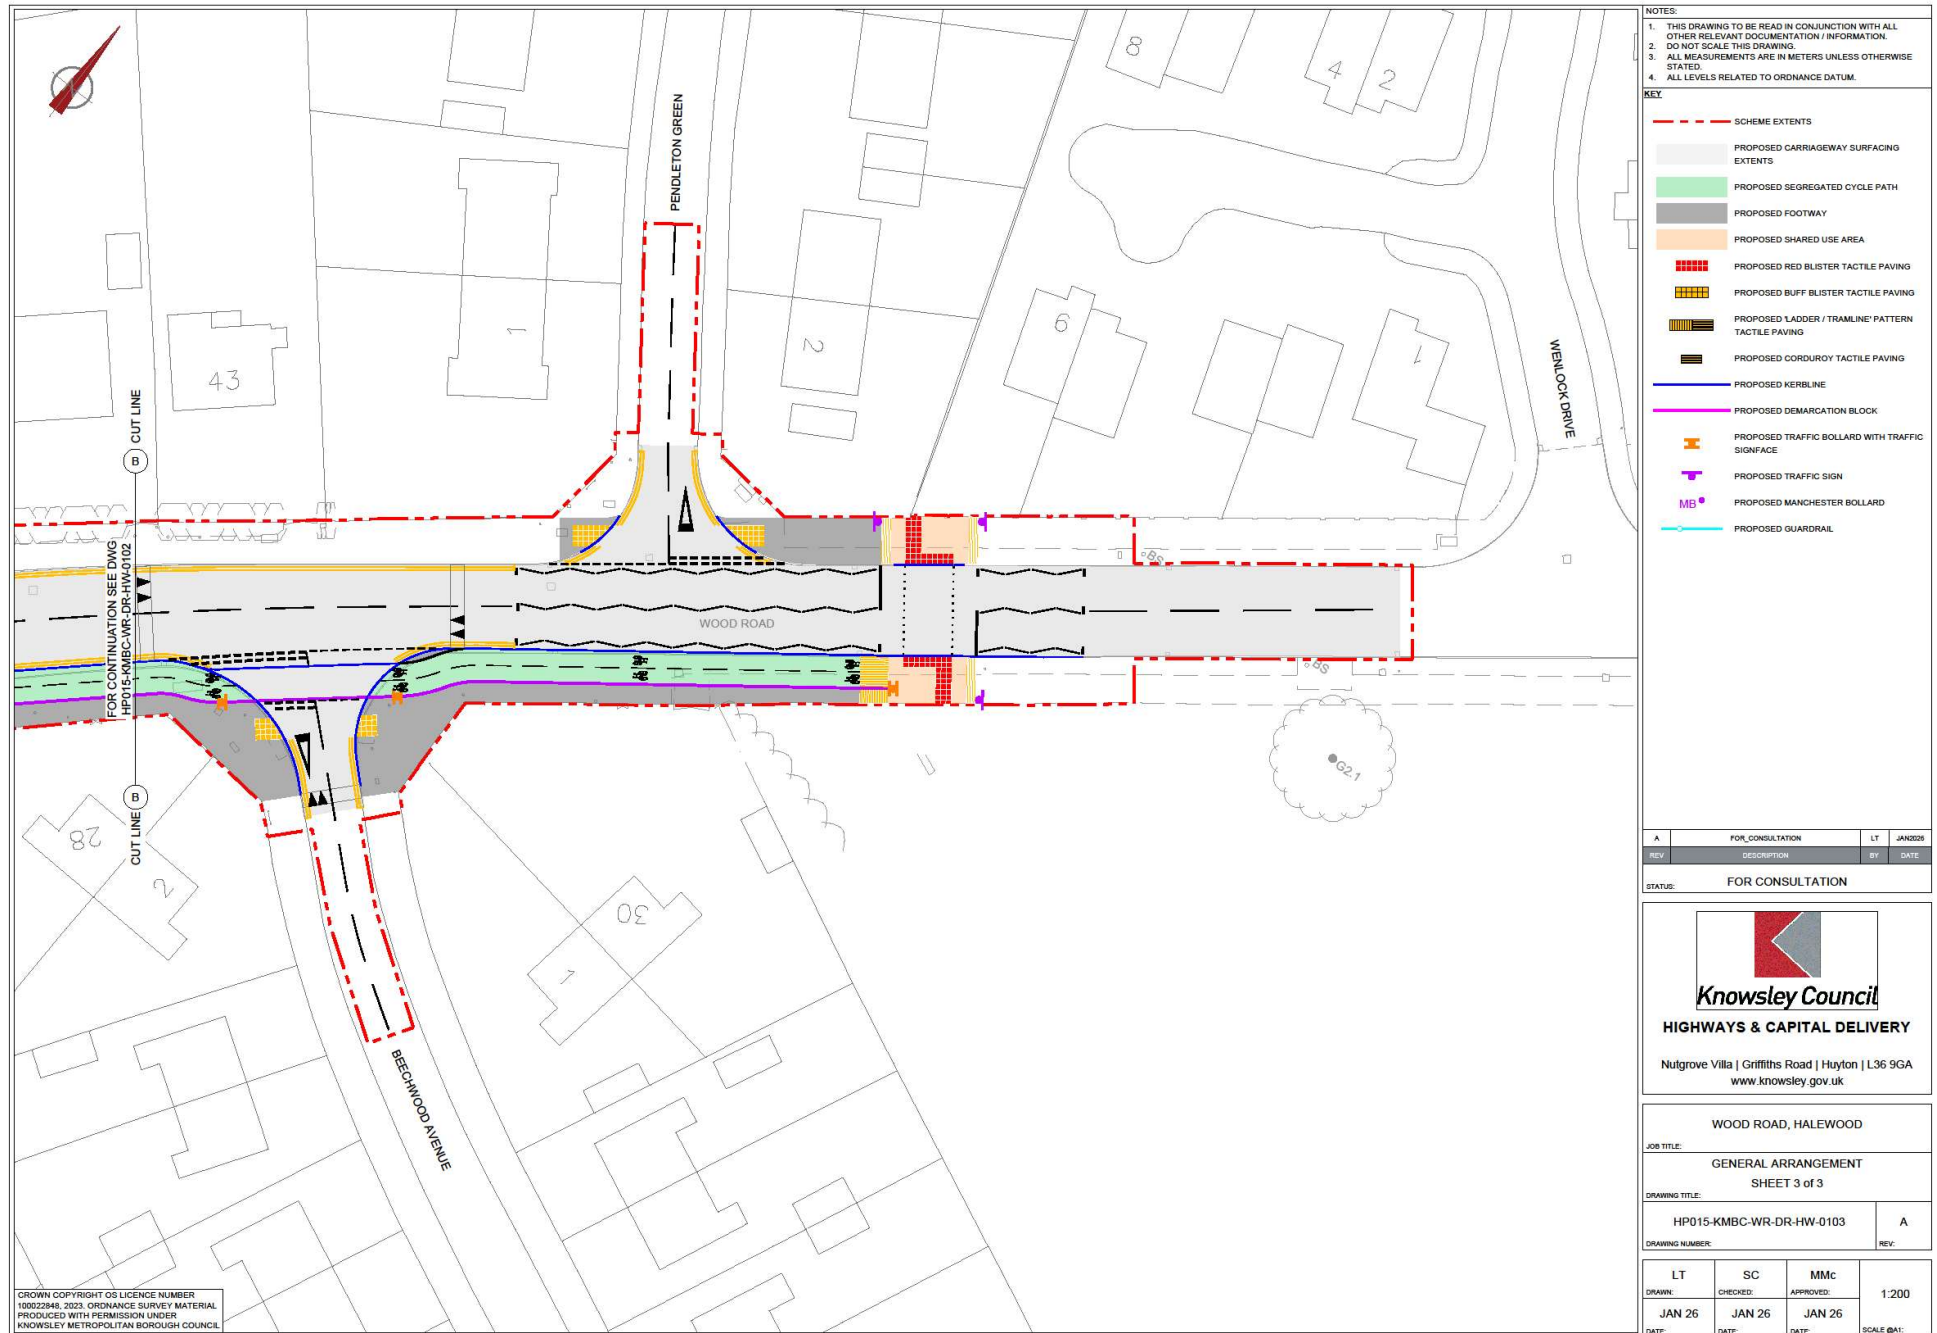 NOTES:
1. THIS DRAWING TO BE READ IN CONJUNCTION WITH ALL
OTHER RELEVANT DOCUMENTATION / INFORMATION.
2. DO NOT SCALE THIS DRAWING.
3. ALL MEASUREMENTS ARE IN METERS UNLESS OTHERWISE
STATED.
4. ALL LEVELS RELATED TO ORDNANCE DATUM.
KEY
SCHEME EXTENTS
PROPOSED CARRIAGEWAY SURFACING
EXTENTS
PROPOSED SEGREGATED CYCLE PATH
PROPOSED FOOTWAY
PROPOSED SHARED USE AREA
PROPOSED RED BLISTER TACTILE PAVING
PROPOSED BUFF BLISTER TACTILE PAVING
PROPOSED 'LADDER / TRAMLINE' PATTERN
TACTILE PAVING
PROPOSED CORDUROY TACTILE PAVING
PROPOSED KERBLINE
PROPOSED DEMARCATION BLOCK
PROPOSED TRAFFIC BOLLARD WITH TRAFFIC
SIGNFACE
PROPOSED TRAFFIC SIGN
MB PROPOSED MANCHESTER BOLLARD
PROPOSED GUARDRAIL
A FOR_CONSULTATION LT JAN2026
REV DESCRIPTION BY DATE
STATUS: FOR CONSULTATION
Knowsley Council
HIGHWAYS & CAPITAL DELIVERY
Nutgrove Villa | Griffiths Road | Huyton | L36 9GA
www.knowsley.gov.uk
WOOD ROAD, HALEWOOD
JOB TITLE:
GENERAL ARRANGEMENT
SHEET 3 of 3
DRAWING TITLE:
HP015-KMBC-WR-DR-HW-0103 A
DRAWING NUMBER: REV:
LT SC MMc 1:200
DRAWN: CHECKED: APPROVED:
JAN 26 JAN 26 JAN 26
DATE: DATE: DATE: SCALE @A1:
8
4
2
PENDLETON GREEN
1
2
9
1
43
WENLOCK DRIVE
CUT LINE
B
FOR CONTINUATION SEE DWG
HP015-KMBC-WR-DR-HW-0102
WOOD ROAD
BS
BS
G2.1
B
CUT LINE
28
2
30
1
BEECHWOOD AVENUE
CROWN COPYRIGHT OS LICENCE NUMBER
100022848, 2023. ORDNANCE SURVEY MATERIAL
PRODUCED WITH PERMISSION UNDER
KNOWSLEY METROPOLITAN BOROUGH COUNCIL